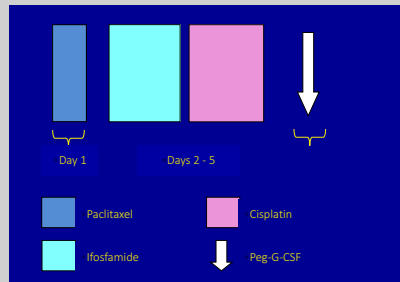 Day 1
Days 2 - 5
Paclitaxel
Cisplatin
Ifosfamide
Peg-G-CSF